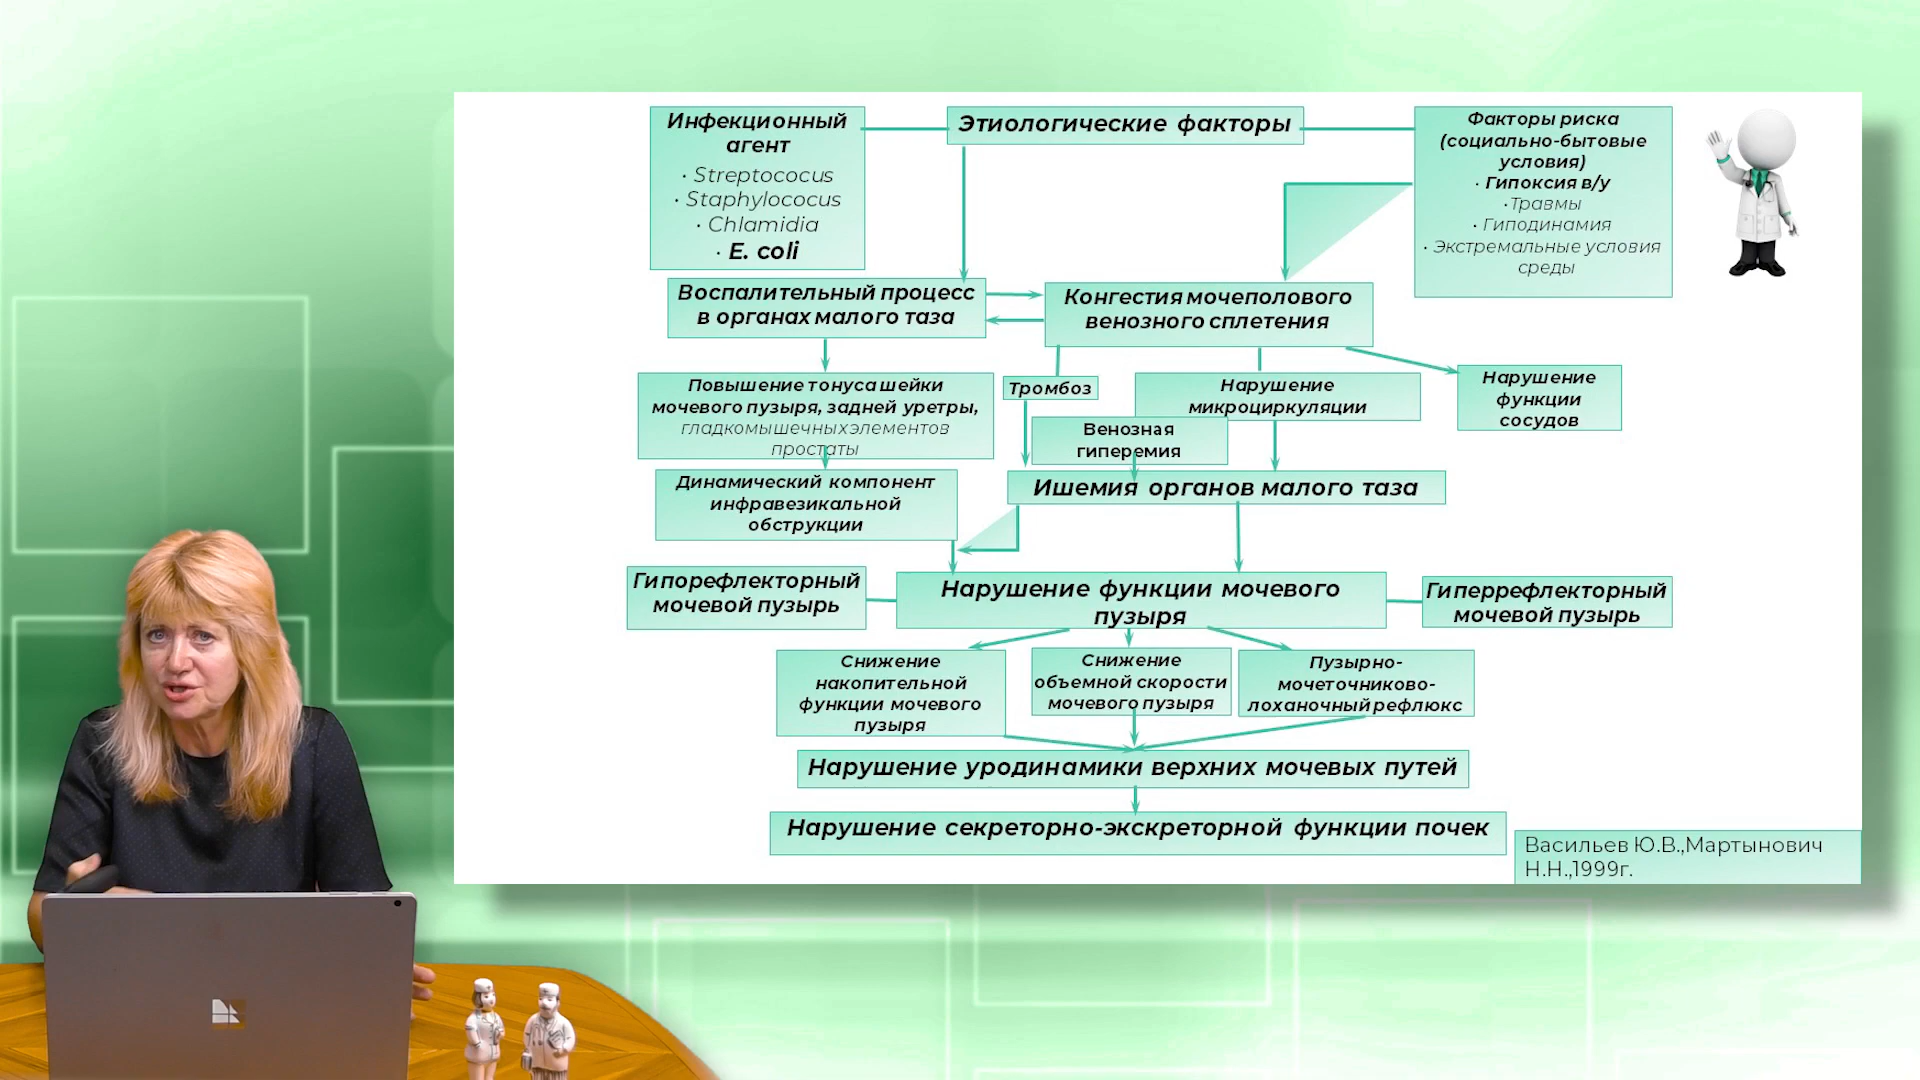 Инфекционный
агент
· Streptococus
· Staphylococus
· Chlamidia
· E. coli
Этиологические факторы
Факторы риска
(социально-бытовые
условия)
· Гипоксия в/у
·Травмы
· Гиподинамия
· Экстремальные условия
среды
Воспалительный процесс
в органах малого таза
Конгестия мочеполового
венозного сплетения
Повышение тонуса шейки
мочевого пузыря, задней уретры,
гладкомышечных элементов
простаты
Тромбоз
Нарушение
микроциркуляции
Нарушение
функции
сосудов
Венозная
гиперемия
Динамический компонент
инфравезикальной
обструкции
Ишемия органов малого таза
Гипорефлекторный
мочевой пузырь
Нарушение функции мочевого
пузыря
Гиперрефлекторный
мочевой пузырь
Снижение
накопительной
функции мочевого
пузыря
Снижение
объемной скорости
мочевого пузыря
Пузырно-
мочеточниково-
лоханочный рефлюкс
Нарушение уродинамики верхних мочевых путей
Нарушение секреторно-экскреторной функции почек
Васильев Ю.В.,Мартынович
Н.Н.,1999г.